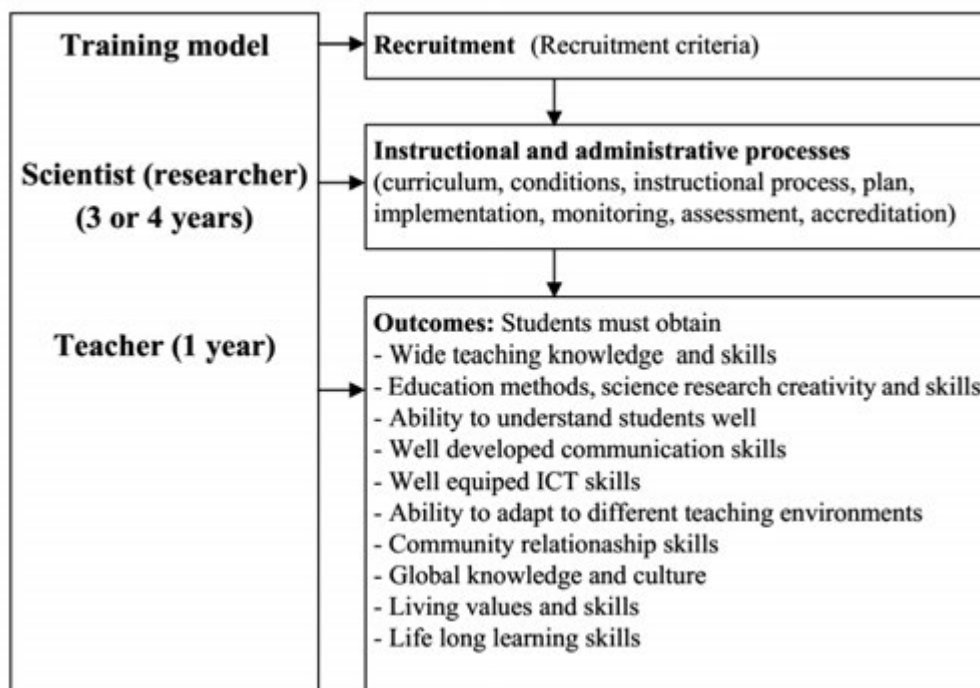 Training model
Scientist (researcher)
(3 or 4 years)
Teacher (1 year)
Recruitment (Recruitment criteria)
Instructional and administrative processes
(curriculum, conditions, instructional process, plan,
implementation, monitoring, assessment, accreditation)
Outcomes: Students must obtain
- Wide teaching knowledge and skills
- Education methods, science research creativity and skills
- Ability to understand students well
- Well developed communication skills
- Well equiped ICT skills
- Ability to adapt to different teaching environments
- Community relationaship skills
- Global knowledge and culture
- Living values and skills
- Life long learning skills